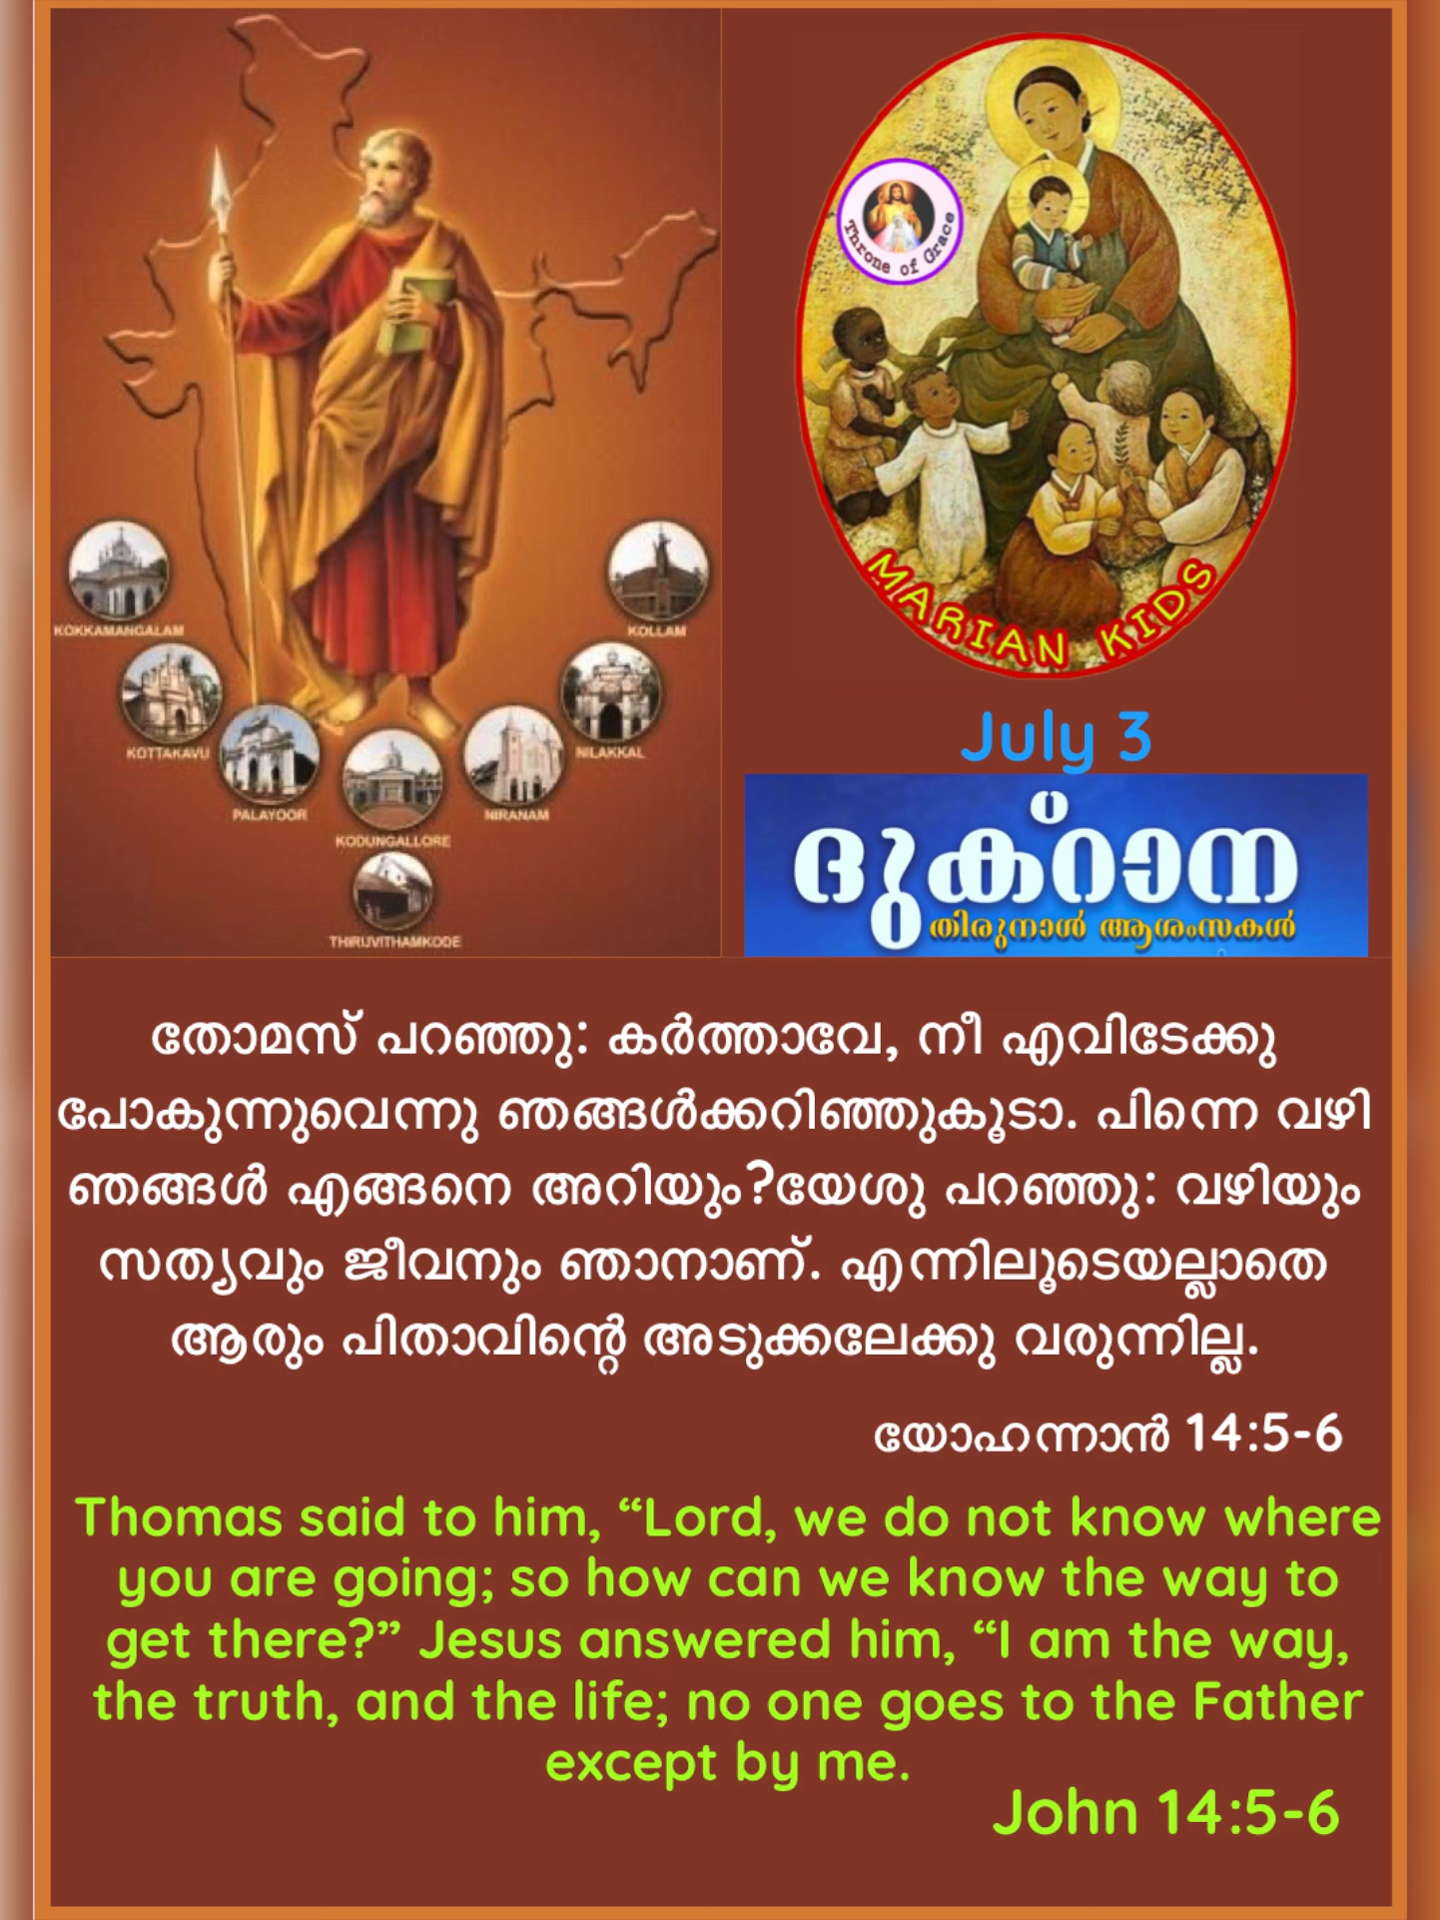 Throne of Grace
MARIAN KIDS
KOKKAMANGALAM
KOLLAM
KOTTAKAVU
NILAKKAL
PALAYOOR
NIRANAM
KODUNGALLORE
THIRUVITHAMKODE
July 3
ദുക്റാന
തിരുനാൾ ആശംസകൾ
തോമസ് പറഞ്ഞു: കർത്താവേ, നീ എവിടേക്കു
പോകുന്നുവെന്നു ഞങ്ങൾക്കറിഞ്ഞുകൂടാ. പിന്നെ വഴി
ഞങ്ങൾ എങ്ങനെ അറിയും?യേശു പറഞ്ഞു: വഴിയും
സത്യവും ജീവനും ഞാനാണ്. എന്നിലൂടെയല്ലാതെ
ആരും പിതാവിന്റെ അടുക്കലേക്കു വരുന്നില്ല.
യോഹന്നാൻ 14:5-6
Thomas said to him, “Lord, we do not know where
you are going; so how can we know the way to
get there?” Jesus answered him, “I am the way,
the truth, and the life; no one goes to the Father
except by me.
John 14:5-6